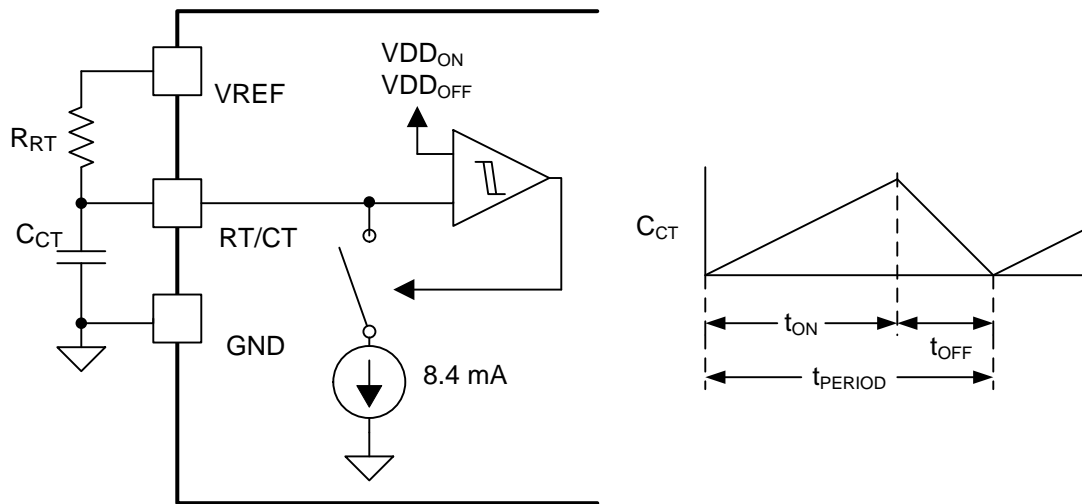 VDD_ON
VDD_OFF
VREF
R_RT
C_CT
RT/CT
GND
8.4 mA
C_CT
t_ON
t_OFF
t_PERIOD